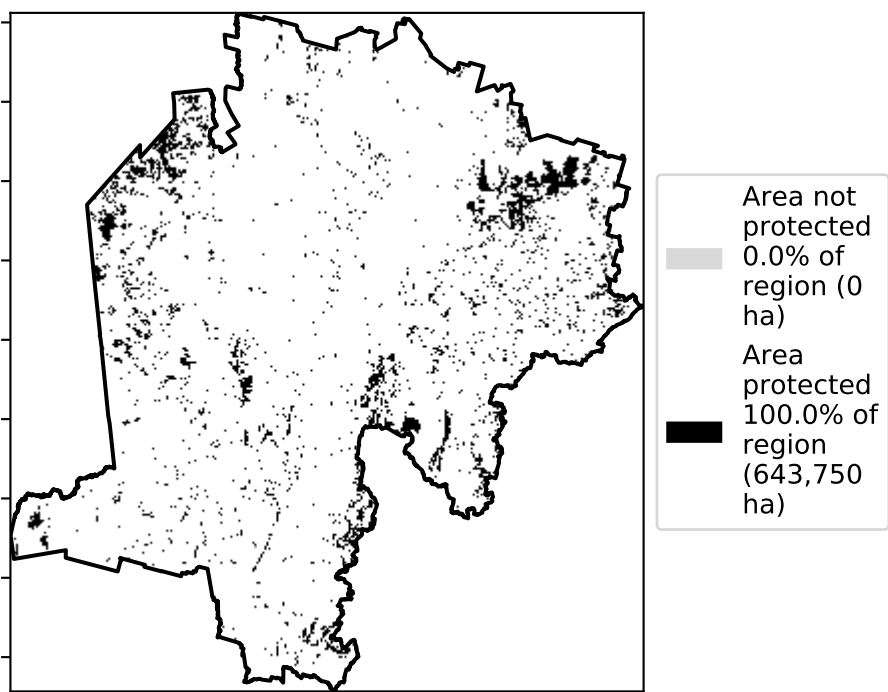 Area not
protected
0.0% of
region (0
ha)
Area
protected
100.0% of
region
(643,750
ha)